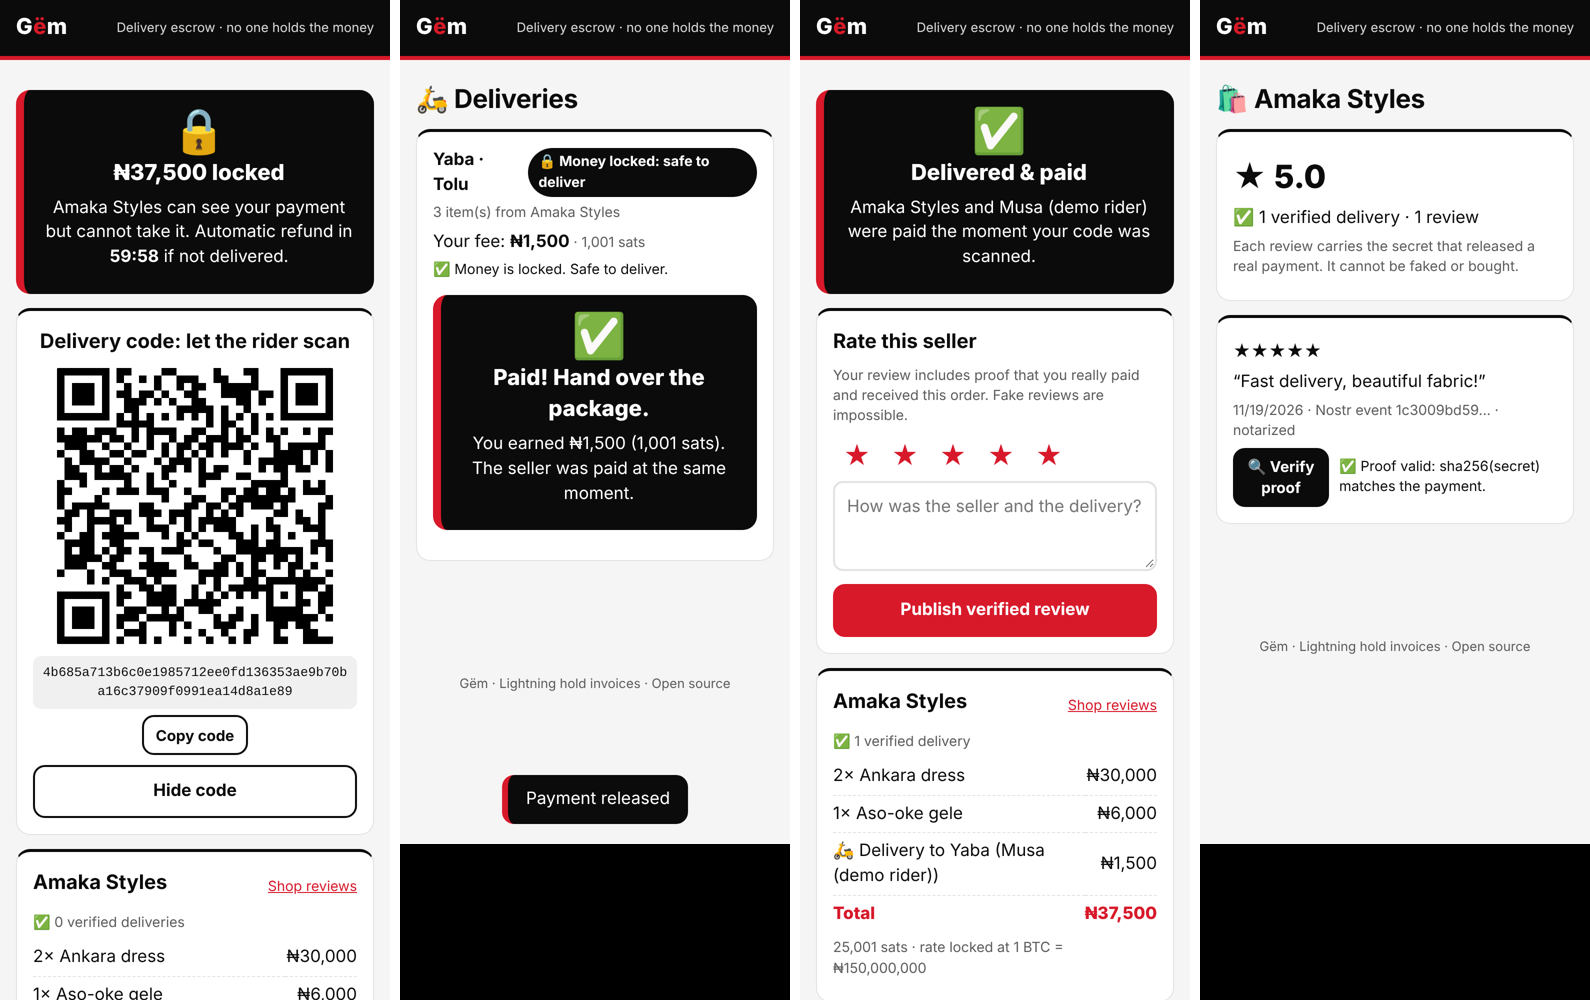 Gëm
Delivery escrow · no one holds the money
🔒
₦37,500 locked
Amaka Styles can see your payment
but cannot take it. Automatic refund in
59:58 if not delivered.
Delivery code: let the rider scan
4b685a713b6c0e1985712ee0fd136353ae9b70b
a16c37909f0991ea14d8a1e89
Copy code
Hide code
Amaka Styles
Shop reviews
✅ 0 verified deliveries
2× Ankara dress
₦30,000
1× Aso-oke gele
₦6,000
Gëm
Delivery escrow · no one holds the money
🛵 Deliveries
Yaba ·
Tolu
🔒 Money locked: safe to
deliver
3 item(s) from Amaka Styles
Your fee: ₦1,500 · 1,001 sats
✅ Money is locked. Safe to deliver.
✅
Paid! Hand over the
package.
You earned ₦1,500 (1,001 sats).
The seller was paid at the same
moment.
Gëm · Lightning hold invoices · Open source
Payment released
Gëm
Delivery escrow · no one holds the money
✅
Delivered & paid
Amaka Styles and Musa (demo rider)
were paid the moment your code was
scanned.
Rate this seller
Your review includes proof that you really paid
and received this order. Fake reviews are
impossible.
★ ★ ★ ★ ★
How was the seller and the delivery?
Publish verified review
Amaka Styles
Shop reviews
✅ 1 verified delivery
2× Ankara dress
₦30,000
1× Aso-oke gele
₦6,000
🛵 Delivery to Yaba (Musa
(demo rider))
₦1,500
Total
₦37,500
25,001 sats · rate locked at 1 BTC =
₦150,000,000
Gëm
Delivery escrow · no one holds the money
🛍️ Amaka Styles
★ 5.0
✅ 1 verified delivery · 1 review
Each review carries the secret that released a
real payment. It cannot be faked or bought.
★★★★★
“Fast delivery, beautiful fabric!”
11/19/2026 · Nostr event 1c3009bd59… ·
notarized
🔍 Verify
proof
✅ Proof valid: sha256(secret)
matches the payment.
Gëm · Lightning hold invoices · Open source